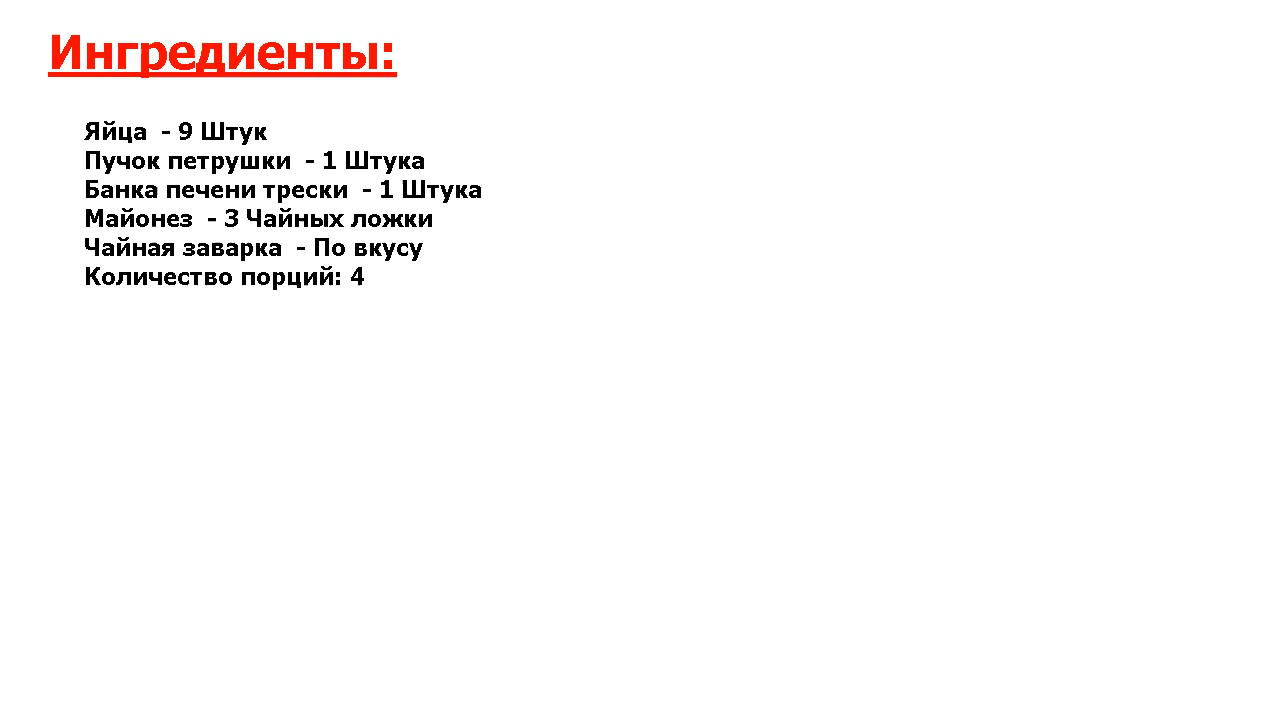 Ингредиенты:
Яйца - 9 Штук
Пучок петрушки - 1 Штука
Банка печени трески - 1 Штука
Майонез - 3 Чайных ложки
Чайная заварка - По вкусу
Количество порций: 4